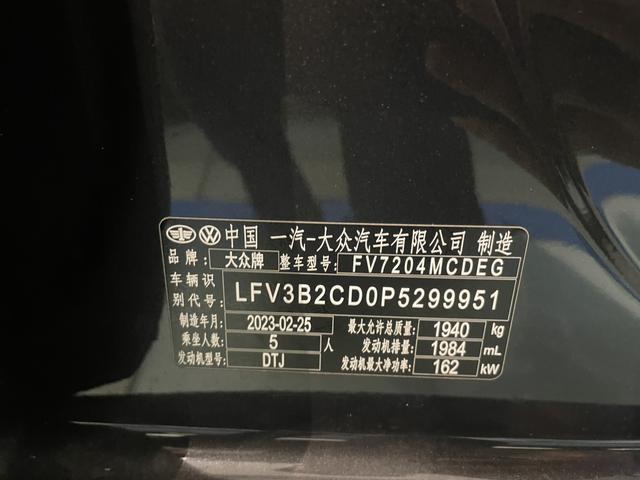 中国 一汽-大众汽车有限公司 制造
品牌: 大众牌 整车型号: FV7204MCDEG
车辆识别代号: LFV3B2CD0P5299951
制造年月: 2023-02-25 最大允许总质量: 1940 kg
乘坐人数: 5 人 发动机排量: 1984 mL
发动机型号: DTJ 发动机最大净功率: 162 kW